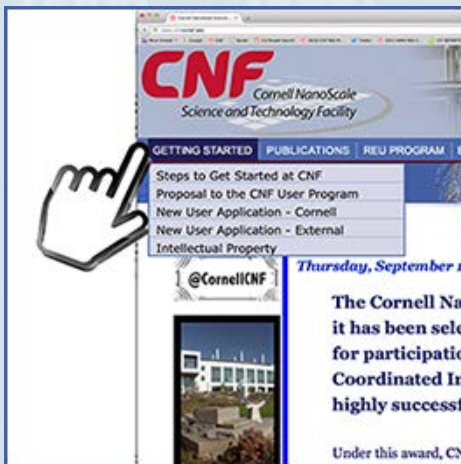 CNF
Cornell NanoScale
Science and Technology Facility
GETTING STARTED PUBLICATIONS REU PROGRAM
Steps to Get Started at CNF
Proposal to the CNF User Program
New User Application - Cornell
New User Application - External
Intellectual Property
@CornellCNF
Thursday, September 1
The Cornell Na
it has been sele
for participatio
Coordinated In
highly successf
Under this award, CN